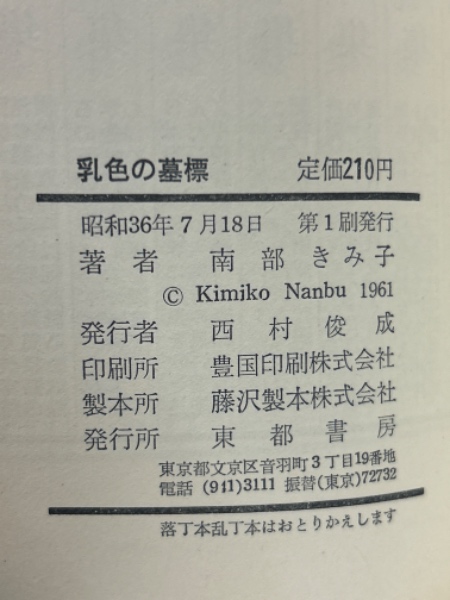 乳色の墓標 定価210円
昭和36年7月18日 第1刷発行
著者 南部きみ子
© Kimiko Nanbu 1961
発行者 西村俊成
印刷所 豊国印刷株式会社
製本所 藤沢製本株式会社
発行所 東都書房
東京都文京区音羽町3丁目19番地
電話 (941)3111 振替(東京)72732
落丁本乱丁本はおとりかえします